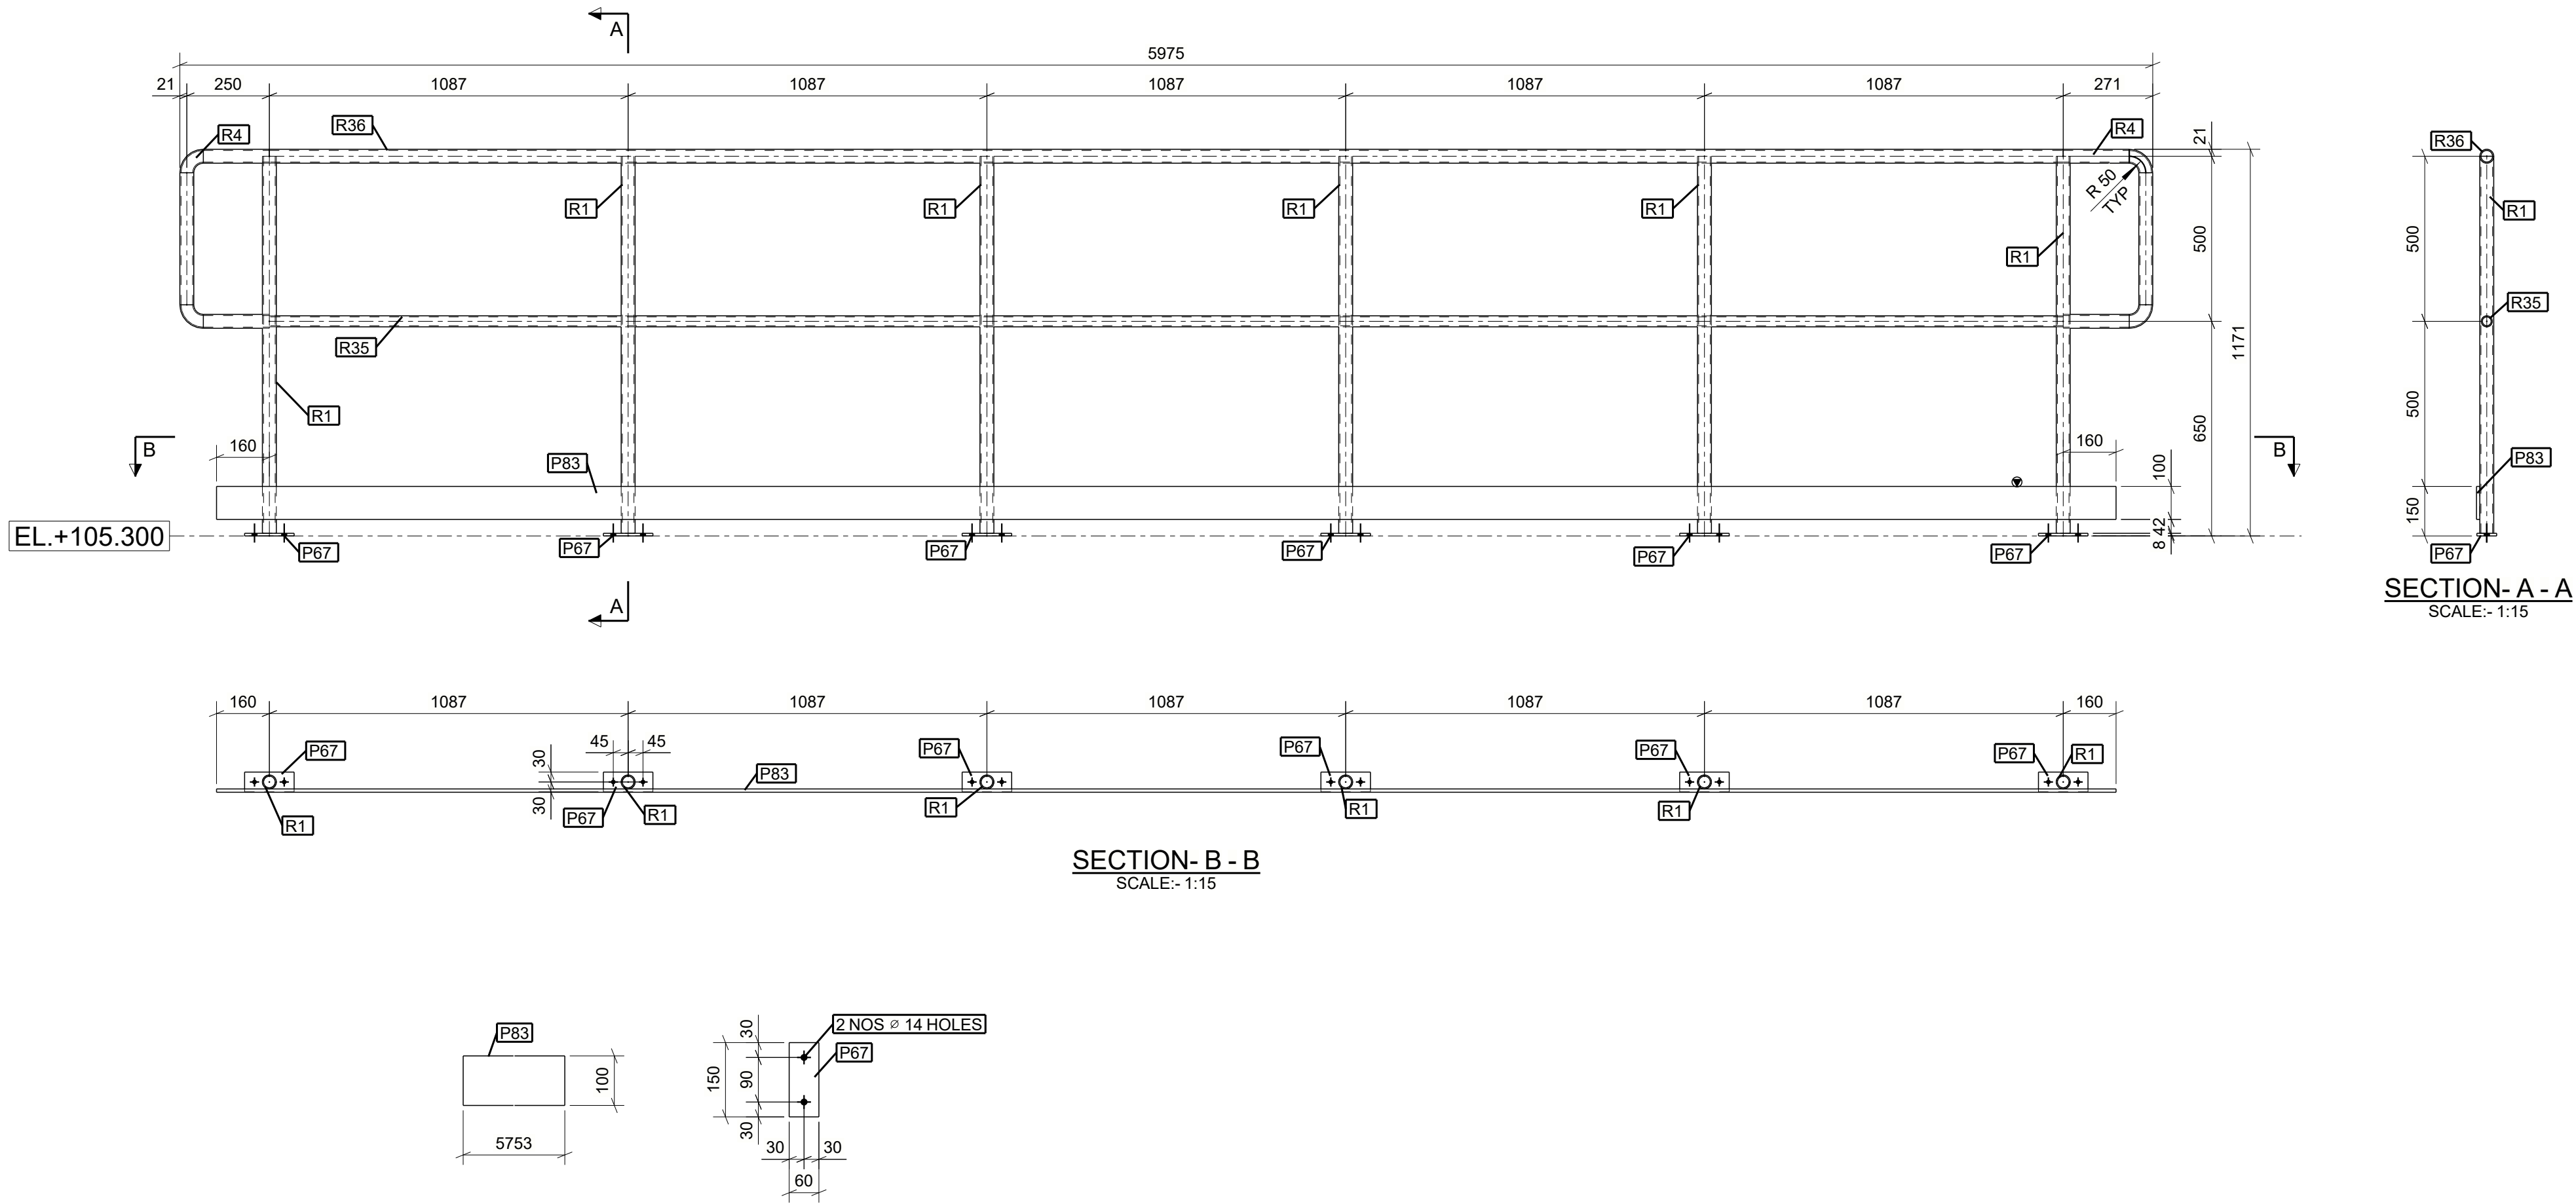 A
5975
21 250 1087 1087 1087 1087 1087 271
R4 R36 R4 21
R36
R1 R1 R1 R1 R 50 TYP R1
R1 500 500
R35 R35
1171
R1 500
B 160 P83 650 160 B
P83
100
EL.+105.300 150
42
8
P67 P67 P67 P67 P67 P67 P67
A
SECTION- A - A
SCALE:- 1:15
160 1087 1087 1087 1087 1087 160
P67 30 45 45 P67 P67 P67 P67 R1
P83
30
R1 P67 R1 R1 R1 R1
SECTION- B - B
SCALE:- 1:15
P83
100
5753
30 2 NOS ⌀ 14 HOLES
P67
150 90
30
30 30
60